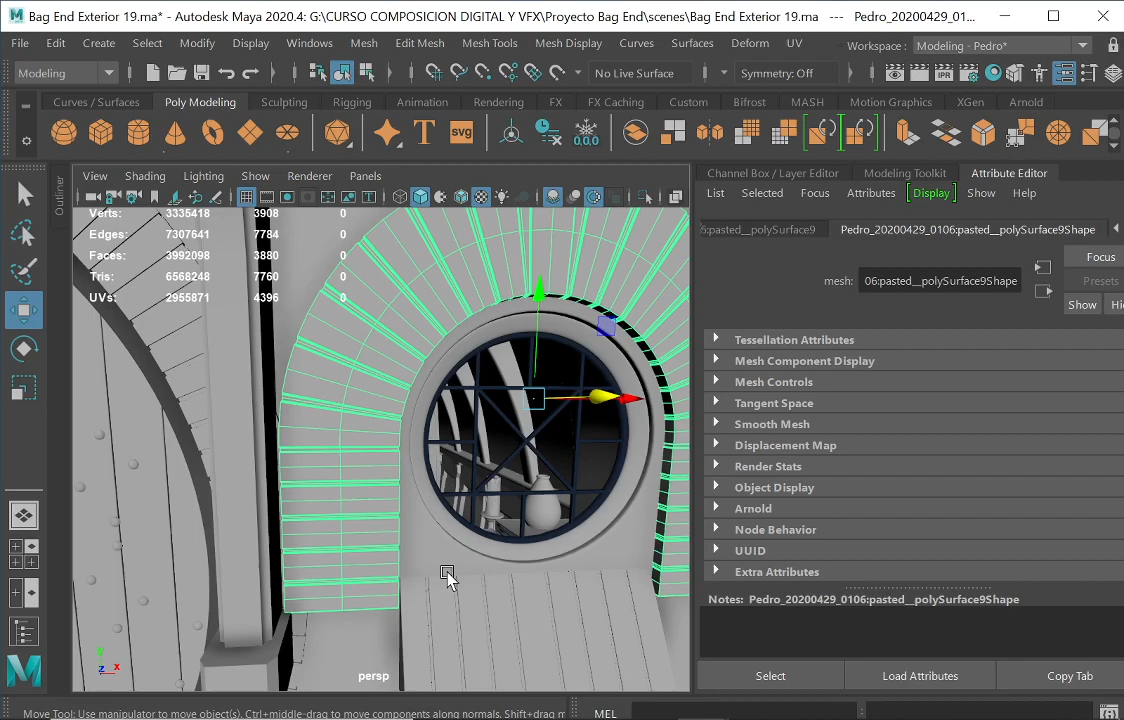 Bag End Exterior 19.ma* - Autodesk Maya 2020.4: G:\CURSO COMPOSICION DIGITAL Y VFX\Proyecto Bag End\scenes\Bag End Exterior 19.ma --- Pedro_20200429_01...
File Edit Create Select Modify Display Windows Mesh Edit Mesh Mesh Tools Mesh Display Curves Surfaces Deform UV Workspace : Modeling - Pedro*
Modeling No Live Surface Symmetry: Off IPR
Curves / Surfaces Poly Modeling Sculpting Rigging Animation Rendering FX FX Caching Custom Bifrost MASH Motion Graphics XGen Arnold
T SVG 0,0,0
View Shading Lighting Show Renderer Panels
Outliner
Channel Box / Layer Editor Modeling Toolkit Attribute Editor
List Selected Focus Attributes Display Show Help
Verts: 3335418 3908 0
Edges: 7307641 7784 0
Faces: 3992098 3880 0
Tris: 6568248 7760 0
UVs: 2955871 4396 0
6:pasted__polySurface9 Pedro_20200429_0106:pasted__polySurface9Shape
Focus
mesh: 06:pasted__polySurface9Shape Presets
Show Hi
Tessellation Attributes
Mesh Component Display
Mesh Controls
Tangent Space
Smooth Mesh
Displacement Map
Render Stats
Object Display
Arnold
Node Behavior
UUID
Extra Attributes
Notes: Pedro_20200429_0106:pasted__polySurface9Shape
y
z x
persp
Select Load Attributes Copy Tab
Move Tool: Use manipulator to move object(s). Ctrl+middle-drag to move components along normals. Shift+drag m MEL